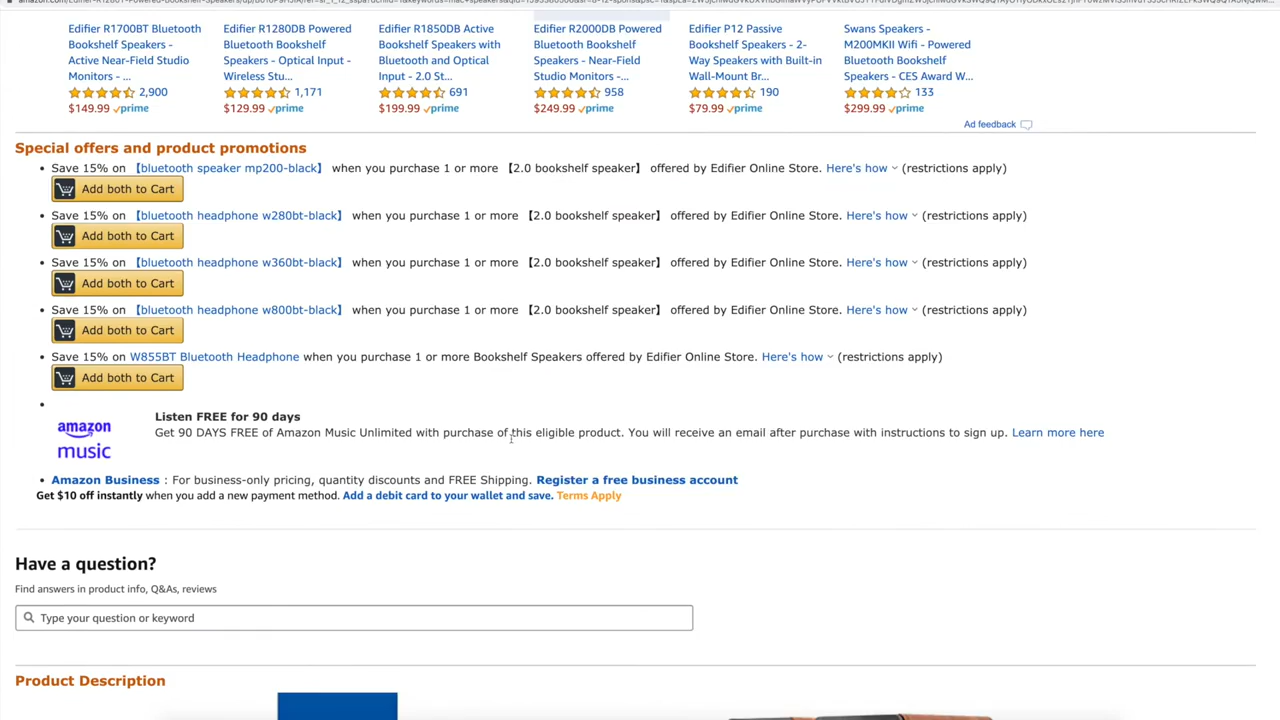 Edifier R1700BT Bluetooth
Bookshelf Speakers -
Active Near-Field Studio
Monitors - ...
2,900
$149.99 prime
Edifier R1280DB Powered
Bluetooth Bookshelf
Speakers - Optical Input -
Wireless Stu...
1,171
$129.99 prime
Edifier R1850DB Active
Bookshelf Speakers with
Bluetooth and Optical
Input - 2.0 St...
691
$199.99 prime
Edifier R2000DB Powered
Bluetooth Bookshelf
Speakers - Near-Field
Studio Monitors -...
958
$249.99 prime
Edifier P12 Passive
Bookshelf Speakers - 2-
Way Speakers with Built-in
Wall-Mount Br...
190
$79.99 prime
Swans Speakers -
M200MKII Wifi - Powered
Bluetooth Bookshelf
Speakers - CES Award W...
133
$299.99 prime
Ad feedback
Special offers and product promotions
Save 15% on 【bluetooth speaker mp200-black】 when you purchase 1 or more 【2.0 bookshelf speaker】 offered by Edifier Online Store. Here's how (restrictions apply)
Add both to Cart
Save 15% on 【bluetooth headphone w280bt-black】 when you purchase 1 or more 【2.0 bookshelf speaker】 offered by Edifier Online Store. Here's how (restrictions apply)
Add both to Cart
Save 15% on 【bluetooth headphone w360bt-black】 when you purchase 1 or more 【2.0 bookshelf speaker】 offered by Edifier Online Store. Here's how (restrictions apply)
Add both to Cart
Save 15% on 【bluetooth headphone w800bt-black】 when you purchase 1 or more 【2.0 bookshelf speaker】 offered by Edifier Online Store. Here's how (restrictions apply)
Add both to Cart
Save 15% on W855BT Bluetooth Headphone when you purchase 1 or more Bookshelf Speakers offered by Edifier Online Store. Here's how (restrictions apply)
Add both to Cart
amazon
music
Listen FREE for 90 days
Get 90 DAYS FREE of Amazon Music Unlimited with purchase of this eligible product. You will receive an email after purchase with instructions to sign up. Learn more here
Amazon Business : For business-only pricing, quantity discounts and FREE Shipping. Register a free business account
Get $10 off instantly when you add a new payment method. Add a debit card to your wallet and save. Terms Apply
Have a question?
Find answers in product info, Q&As, reviews
Type your question or keyword
Product Description